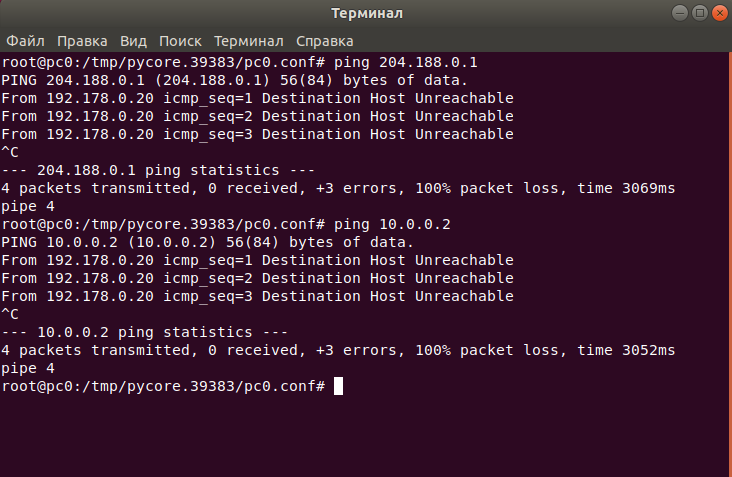 Терминал
Файл Правка Вид Поиск Терминал Справка
root@pc0:/tmp/pycore.39383/pc0.conf# ping 204.188.0.1
PING 204.188.0.1 (204.188.0.1) 56(84) bytes of data.
From 192.178.0.20 icmp_seq=1 Destination Host Unreachable
From 192.178.0.20 icmp_seq=2 Destination Host Unreachable
From 192.178.0.20 icmp_seq=3 Destination Host Unreachable
^C
--- 204.188.0.1 ping statistics ---
4 packets transmitted, 0 received, +3 errors, 100% packet loss, time 3069ms
pipe 4
root@pc0:/tmp/pycore.39383/pc0.conf# ping 10.0.0.2
PING 10.0.0.2 (10.0.0.2) 56(84) bytes of data.
From 192.178.0.20 icmp_seq=1 Destination Host Unreachable
From 192.178.0.20 icmp_seq=2 Destination Host Unreachable
From 192.178.0.20 icmp_seq=3 Destination Host Unreachable
^C
--- 10.0.0.2 ping statistics ---
4 packets transmitted, 0 received, +3 errors, 100% packet loss, time 3052ms
pipe 4
root@pc0:/tmp/pycore.39383/pc0.conf#